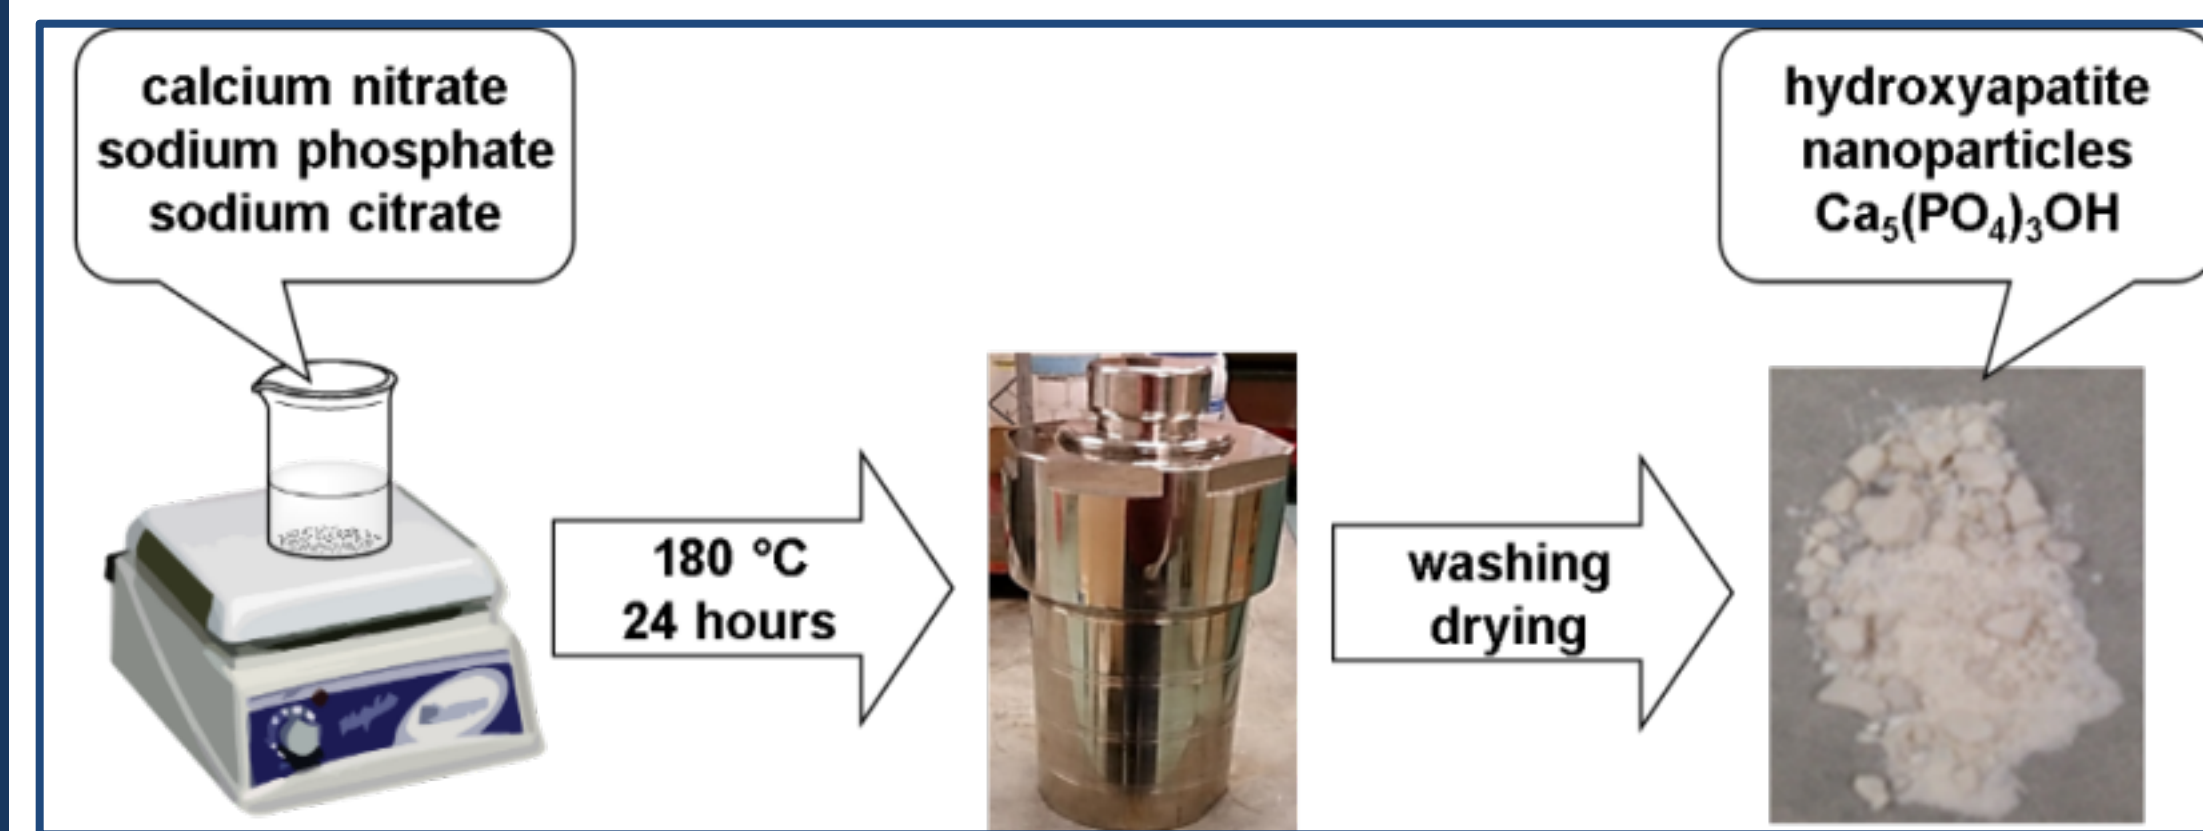 calcium nitrate
sodium phosphate
sodium citrate
180 °C
24 hours
washing
drying
hydroxyapatite
nanoparticles
Ca₅(PO₄)₃OH